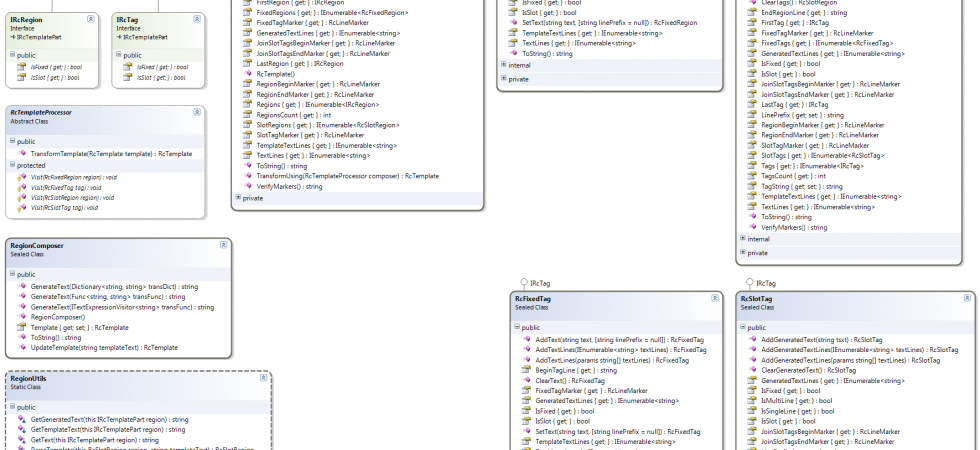 IRcRegion
Interface
IRcTemplatePart
public
IsFixed { get; } : bool
IsSlot { get; } : bool
IRcTag
Interface
IRcTemplatePart
public
IsFixed { get; } : bool
IsSlot { get; } : bool
RcTemplateProcessor
Abstract Class
public
TransformTemplate(RcTemplate template) : RcTemplate
protected
Visit(RcFixedRegion region) : void
Visit(RcFixedTag tag) : void
Visit(RcSlotRegion region) : void
Visit(RcSlotTag tag) : void
RegionComposer
Sealed Class
public
GenerateText(Dictionary<string, string> transDict) : string
GenerateText(Func<string, string> transFunc) : string
GenerateText(ITextExpressionVisitor<string> transFunc) : string
RegionComposer()
Template { get; set; } : RcTemplate
ToString() : string
UpdateTemplate(string templateText) : RcTemplate
RegionUtils
Static Class
public
GetGeneratedText(this IRcTemplatePart region) : string
GetTemplateText(this IRcTemplatePart region) : string
GetText(this IRcTemplatePart region) : string
FirstRegion { get; } : IRcRegion
FixedRegions { get; } : IEnumerable<RcFixedRegion>
FixedTagMarker { get; } : RcLineMarker
GeneratedTextLines { get; } : IEnumerable<string>
JoinSlotTagsBeginMarker { get; } : RcLineMarker
JoinSlotTagsEndMarker { get; } : RcLineMarker
LastRegion { get; } : IRcRegion
RcTemplate()
RegionBeginMarker { get; } : RcLineMarker
RegionEndMarker { get; } : RcLineMarker
Regions { get; } : IEnumerable<IRcRegion>
RegionsCount { get; } : int
SlotRegions { get; } : IEnumerable<RcSlotRegion>
SlotTagMarker { get; } : RcLineMarker
TemplateTextLines { get; } : IEnumerable<string>
TextLines { get; } : IEnumerable<string>
ToString() : string
TransformUsing(RcTemplateProcessor composer) : RcTemplate
VerifyMarkers() : string
private
IsFixed { get; } : bool
IsSlot { get; } : bool
SetText(string text, [string linePrefix = null]) : RcFixedRegion
TemplateTextLines { get; } : IEnumerable<string>
TextLines { get; } : IEnumerable<string>
ToString() : string
internal
private
ClearTags() : RcSlotRegion
EndRegionLine { get; } : string
FirstTag { get; } : IRcTag
FixedTagMarker { get; } : RcLineMarker
FixedTags { get; } : IEnumerable<RcFixedTag>
GeneratedTextLines { get; } : IEnumerable<string>
IsFixed { get; } : bool
IsSlot { get; } : bool
JoinSlotTagsBeginMarker { get; } : RcLineMarker
JoinSlotTagsEndMarker { get; } : RcLineMarker
LastTag { get; } : IRcTag
LinePrefix { get; set; } : string
RegionBeginMarker { get; } : RcLineMarker
RegionEndMarker { get; } : RcLineMarker
SlotTagMarker { get; } : RcLineMarker
SlotTags { get; } : IEnumerable<RcSlotTag>
Tags { get; } : IEnumerable<IRcTag>
TagsCount { get; } : int
TagString { get; set; } : string
TemplateTextLines { get; } : IEnumerable<string>
TextLines { get; } : IEnumerable<string>
ToString() : string
VerifyMarkers() : string
internal
private
IRcTag
RcFixedTag
Sealed Class
public
AddText(string text, [string linePrefix = null]) : RcFixedTag
AddTextLines(IEnumerable<string> textLines) : RcFixedTag
AddTextLines(params string[] textLines) : RcFixedTag
BeginTagLine { get; } : string
ClearText() : RcFixedTag
FixedTagMarker { get; } : RcLineMarker
GeneratedTextLines { get; } : IEnumerable<string>
IsFixed { get; } : bool
IsSlot { get; } : bool
SetText(string text, [string linePrefix = null]) : RcFixedTag
TemplateTextLines { get; } : IEnumerable<string>
IRcTag
RcSlotTag
Sealed Class
public
AddGeneratedText(string text) : RcSlotTag
AddGeneratedTextLines(IEnumerable<string> textLines) : RcSlotTag
AddGeneratedTextLines(params string[] textLines) : RcSlotTag
ClearGeneratedText() : RcSlotTag
GeneratedTextLines { get; } : IEnumerable<string>
IsFixed { get; } : bool
IsMultiLine { get; } : bool
IsSingleLine { get; } : bool
IsSlot { get; } : bool
JoinSlotTagsBeginMarker { get; } : RcLineMarker
JoinSlotTagsEndMarker { get; } : RcLineMarker